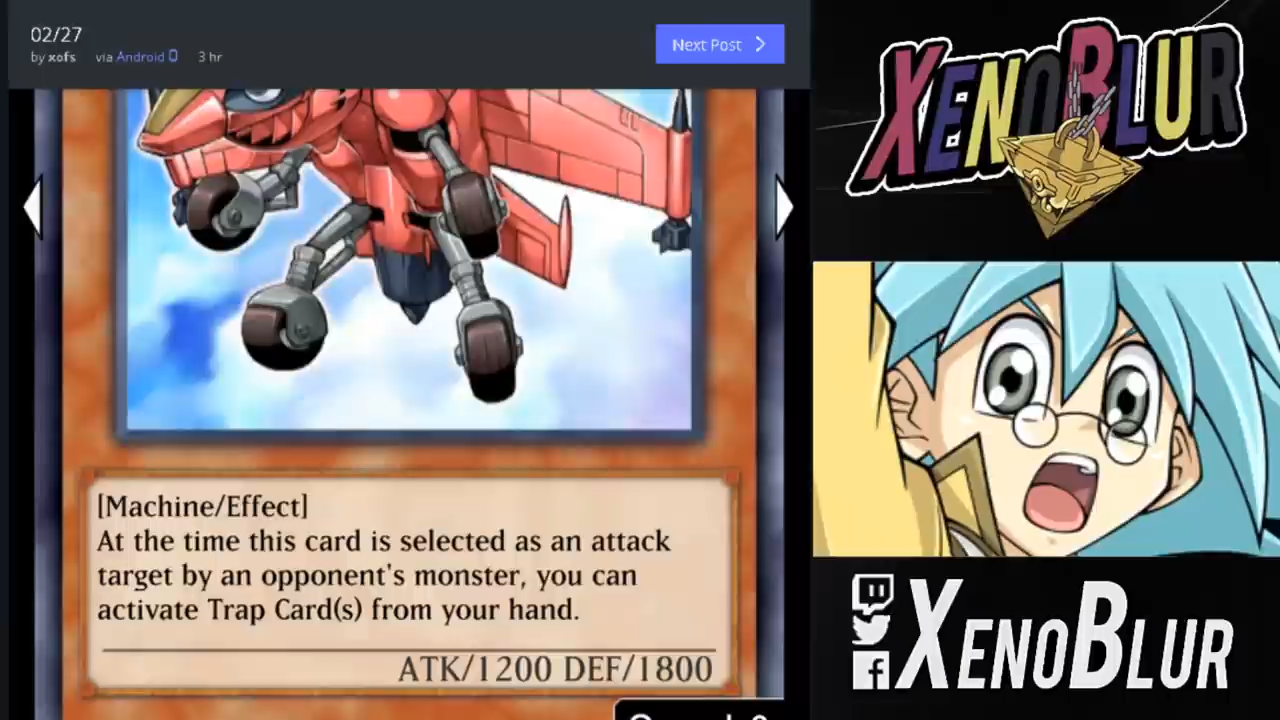 02/27
by xofs via Android 3 hr
Next Post
XENOBLUR
[Machine/Effect]
At the time this card is selected as an attack
target by an opponent's monster, you can
activate Trap Card(s) from your hand.
ATK/1200 DEF/1800
XENOBLUR